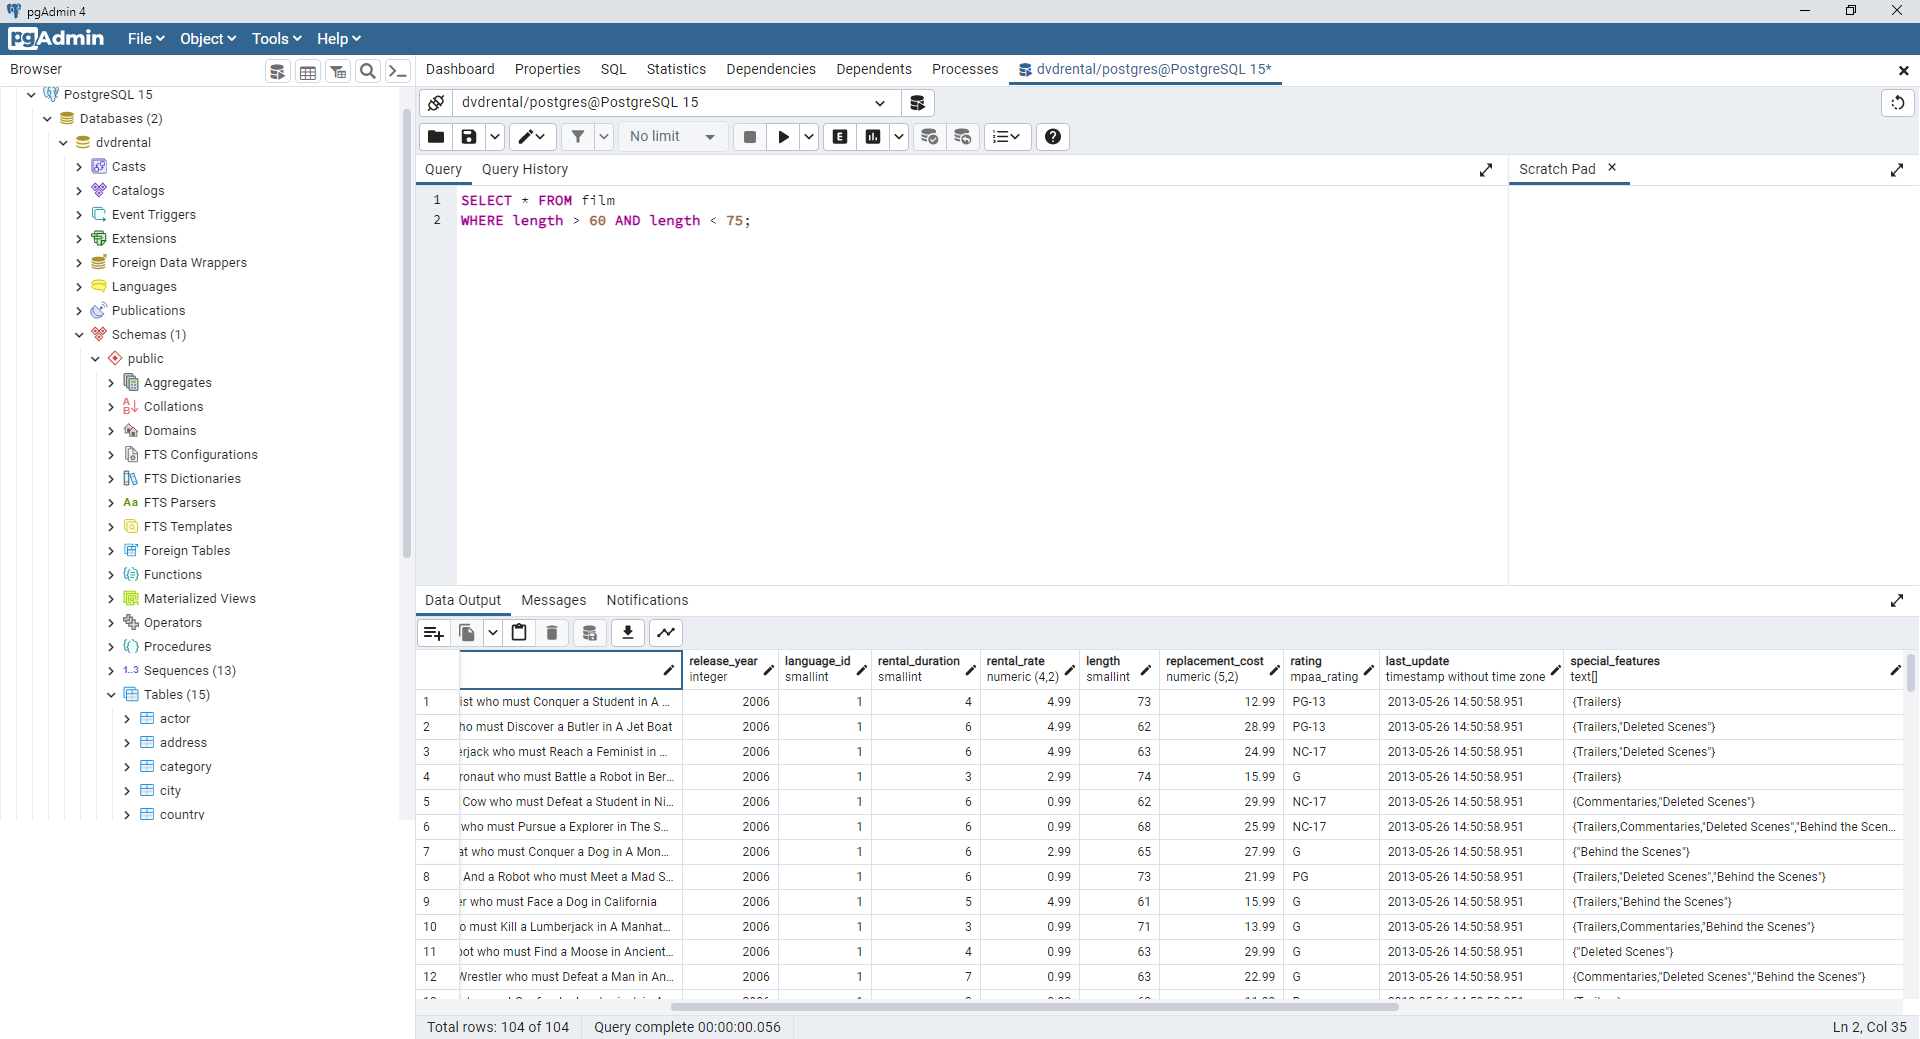 pgAdmin 4
pgAdmin File Object Tools Help
Browser
PostgreSQL 15
Databases (2)
dvdrental
Casts
Catalogs
Event Triggers
Extensions
Foreign Data Wrappers
Languages
Publications
Schemas (1)
public
Aggregates
Collations
Domains
FTS Configurations
FTS Dictionaries
Aa FTS Parsers
FTS Templates
Foreign Tables
Functions
Materialized Views
Operators
Procedures
1..3 Sequences (13)
Tables (15)
actor
address
category
city
country
Dashboard Properties SQL Statistics Dependencies Dependents Processes dvdrental/postgres@PostgreSQL 15*
dvdrental/postgres@PostgreSQL 15
No limit E
Query Query History
1 SELECT * FROM film
2 WHERE length > 60 AND length < 75;
Scratch Pad
Data Output Messages Notifications
release_year language_id rental_duration rental_rate length replacement_cost rating last_update special_features
integer smallint smallint numeric (4,2) smallint numeric (5,2) mpaa_rating timestamp without time zone text[]
1 ist who must Conquer a Student in A ... 2006 1 4 4.99 73 12.99 PG-13 2013-05-26 14:50:58.951 {Trailers}
2 ho must Discover a Butler in A Jet Boat 2006 1 6 4.99 62 28.99 PG-13 2013-05-26 14:50:58.951 {Trailers,"Deleted Scenes"}
3 erjack who must Reach a Feminist in ... 2006 1 6 4.99 63 24.99 NC-17 2013-05-26 14:50:58.951 {Trailers,"Deleted Scenes"}
4 ronaut who must Battle a Robot in Ber... 2006 1 3 2.99 74 15.99 G 2013-05-26 14:50:58.951 {Trailers}
5 Cow who must Defeat a Student in Ni... 2006 1 6 0.99 62 29.99 NC-17 2013-05-26 14:50:58.951 {Commentaries,"Deleted Scenes"}
6 who must Pursue a Explorer in The S... 2006 1 6 0.99 68 25.99 NC-17 2013-05-26 14:50:58.951 {Trailers,Commentaries,"Deleted Scenes","Behind the Scen...
7 at who must Conquer a Dog in A Mon... 2006 1 6 2.99 65 27.99 G 2013-05-26 14:50:58.951 {"Behind the Scenes"}
8 And a Robot who must Meet a Mad S... 2006 1 6 0.99 73 21.99 PG 2013-05-26 14:50:58.951 {Trailers,"Deleted Scenes","Behind the Scenes"}
9 er who must Face a Dog in California 2006 1 5 4.99 61 15.99 G 2013-05-26 14:50:58.951 {Trailers,"Behind the Scenes"}
10 o must Kill a Lumberjack in A Manhat... 2006 1 3 0.99 71 13.99 G 2013-05-26 14:50:58.951 {Trailers,Commentaries,"Behind the Scenes"}
11 bot who must Find a Moose in Ancient... 2006 1 4 0.99 63 29.99 G 2013-05-26 14:50:58.951 {"Deleted Scenes"}
12 Wrestler who must Defeat a Man in An... 2006 1 7 0.99 63 22.99 G 2013-05-26 14:50:58.951 {Commentaries,"Deleted Scenes","Behind the Scenes"}
Total rows: 104 of 104 Query complete 00:00:00.056 Ln 2, Col 35